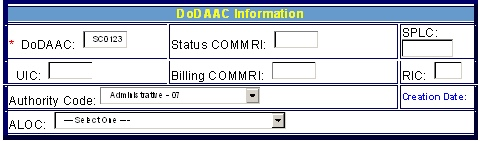 DoDAAC Information
* DoDAAC: SC0123 Status COMMRI: SPLC:
UIC: Billing COMMRI: RIC:
Authority Code: Administrative - 07 Creation Date:
ALOC: --- Select One ---